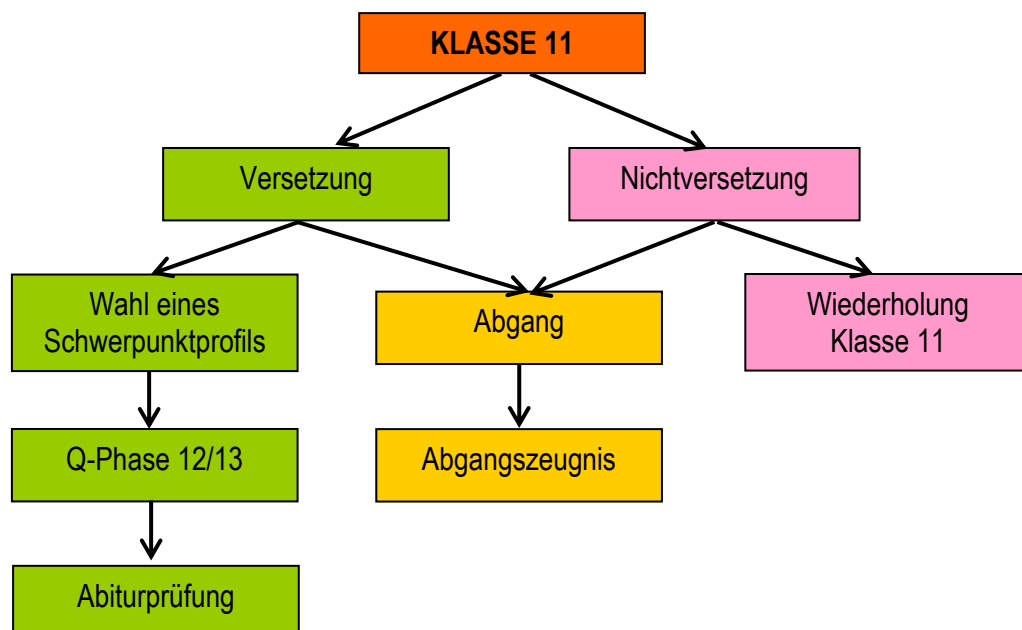 KLASSE 11
Versetzung
Nichtversetzung
Wahl eines
Schwerpunktprofils
Abgang
Wiederholung
Klasse 11
Q-Phase 12/13
Abgangszeugnis
Abiturprüfung